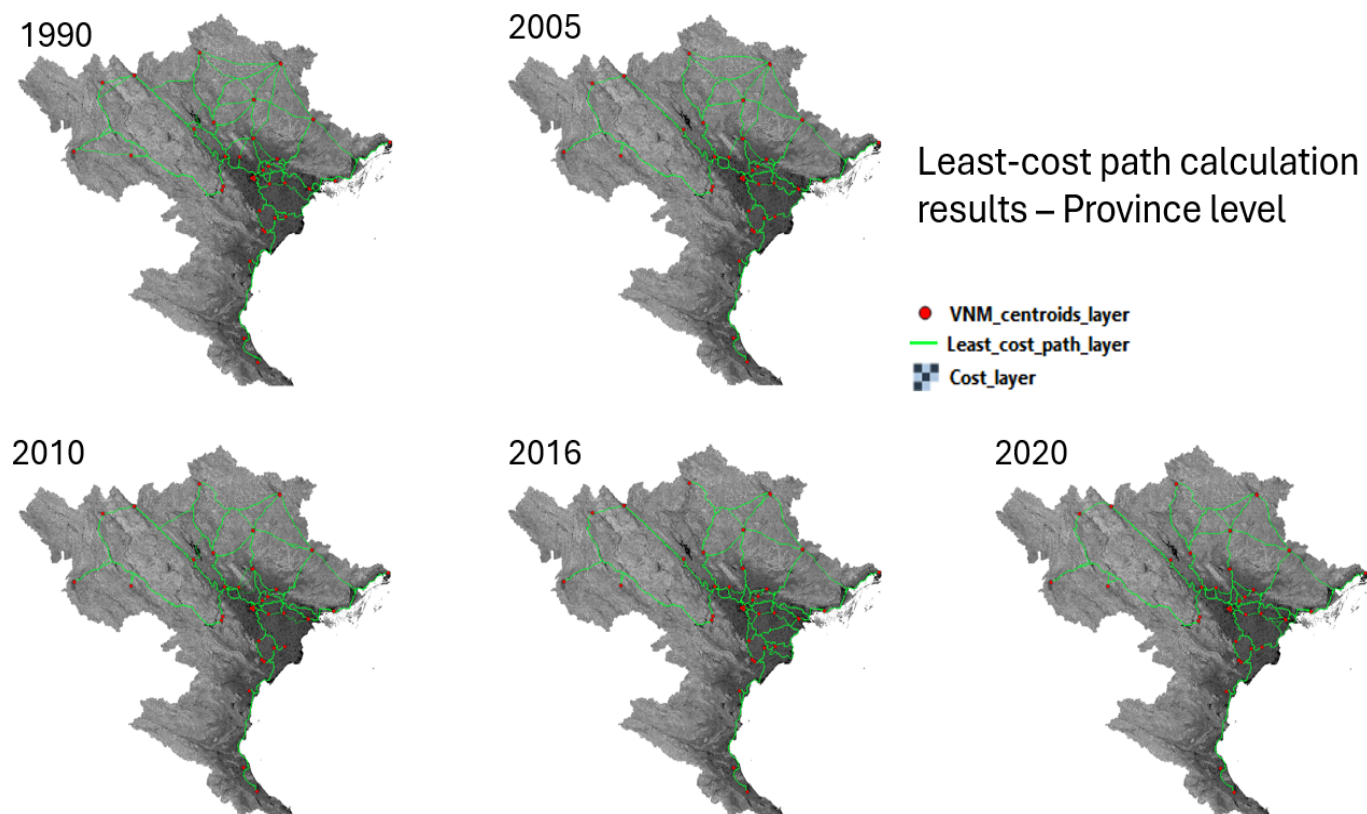 1990
2005
Least-cost path calculation
results – Province level
VNM_centroids_layer
Least_cost_path_layer
Cost_layer
2010
2016
2020